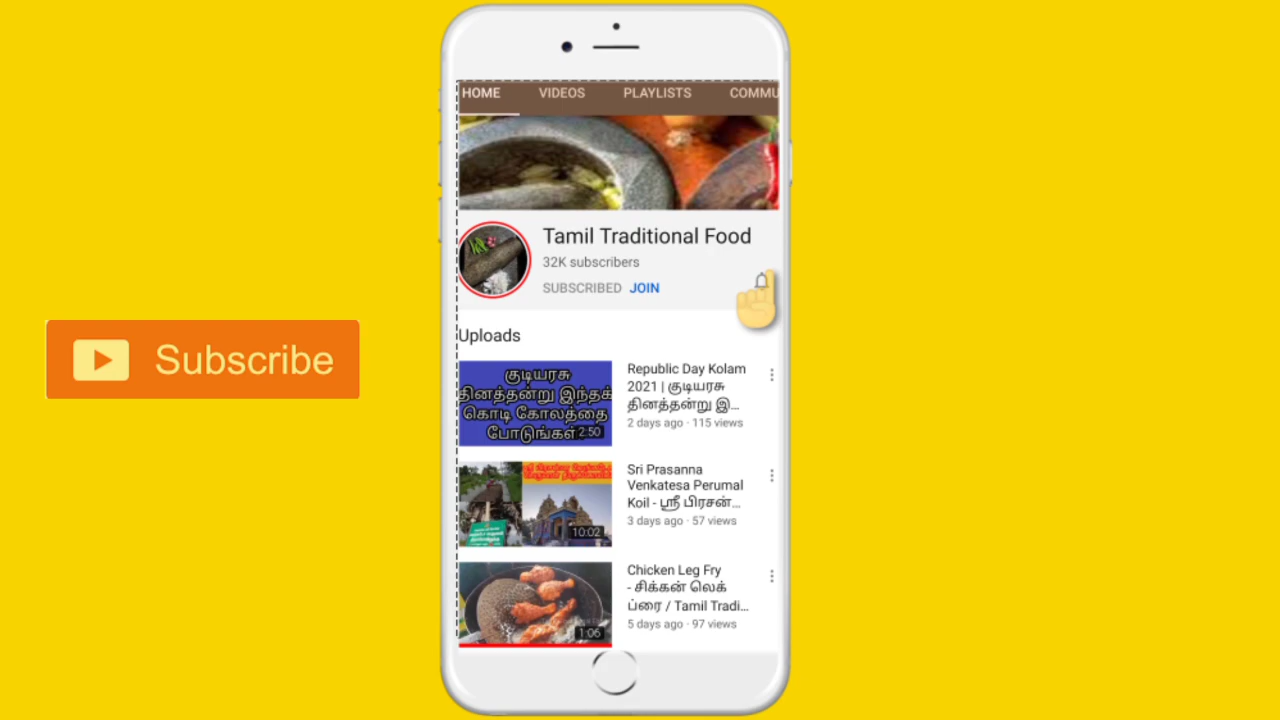 HOME VIDEOS PLAYLISTS COMMU
Tamil Traditional Food
32K subscribers
SUBSCRIBED JOIN
Subscribe
Uploads
குடியரசு
தினத்தன்று இந்தக்
கொடி கோலத்தை
போடுங்கள்
2:50
Republic Day Kolam
2021 | குடியரசு
தினத்தன்று இ...
2 days ago · 115 views
10:02
Sri Prasanna
Venkatesa Perumal
Koil - ஸ்ரீ பிரசன்...
3 days ago · 57 views
1:06
Chicken Leg Fry
- சிக்கன் லெக்
ப்ரை / Tamil Tradi...
5 days ago · 97 views